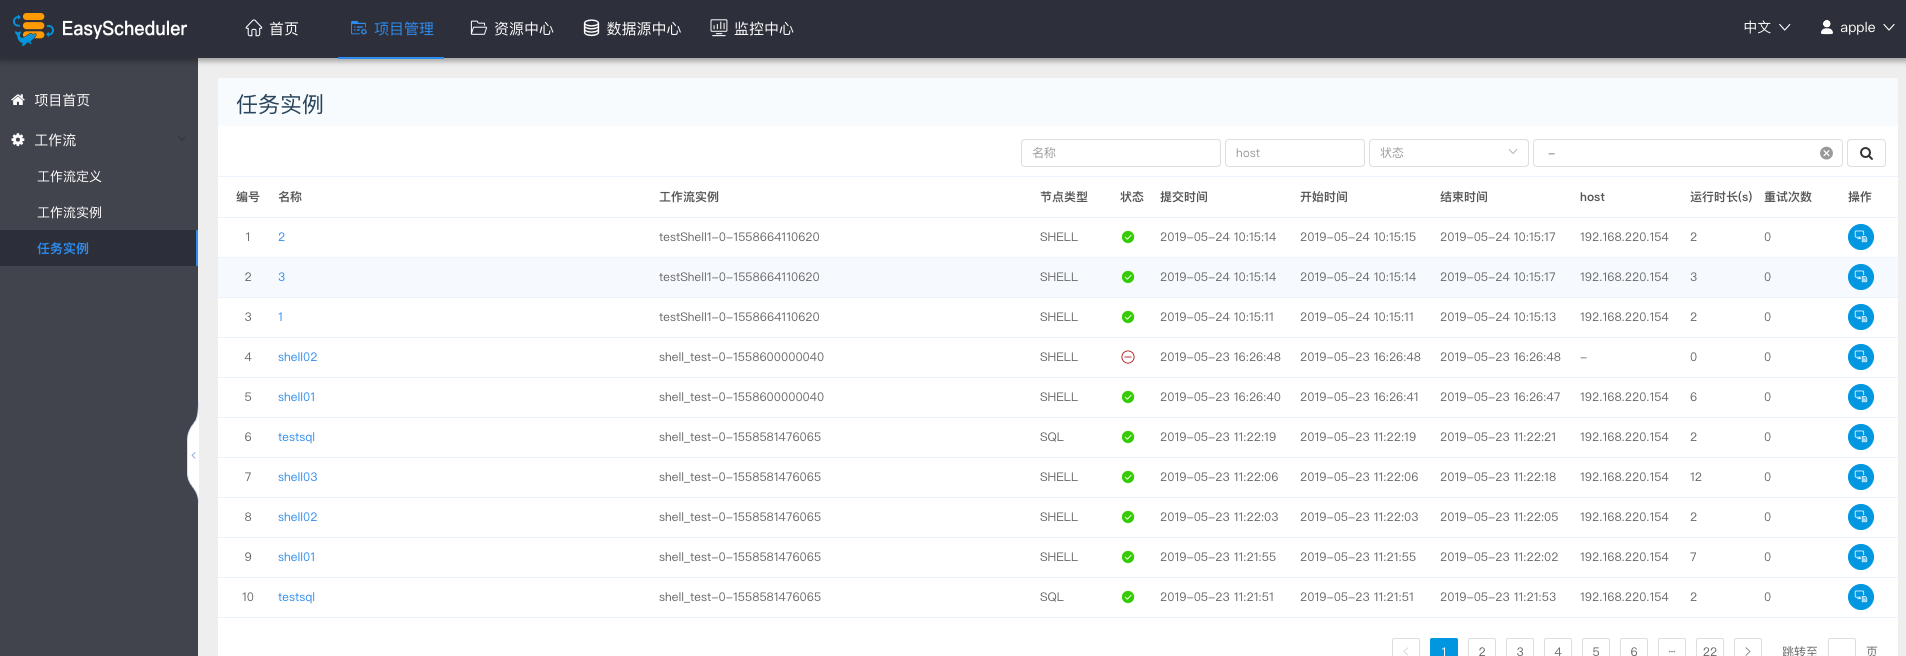 EasyScheduler 首页 项目管理 资源中心 数据源中心 监控中心 中文 apple
项目首页
工作流
工作流定义
工作流实例
任务实例
任务实例
名称 host 状态 –
编号 名称 工作流实例 节点类型 状态 提交时间 开始时间 结束时间 host 运行时长(s) 重试次数 操作
1 2 testShell1-0-1558664110620 SHELL 2019-05-24 10:15:14 2019-05-24 10:15:15 2019-05-24 10:15:17 192.168.220.154 2 0
2 3 testShell1-0-1558664110620 SHELL 2019-05-24 10:15:14 2019-05-24 10:15:14 2019-05-24 10:15:17 192.168.220.154 3 0
3 1 testShell1-0-1558664110620 SHELL 2019-05-24 10:15:11 2019-05-24 10:15:11 2019-05-24 10:15:13 192.168.220.154 2 0
4 shell02 shell_test-0-1558600000040 SHELL 2019-05-23 16:26:48 2019-05-23 16:26:48 2019-05-23 16:26:48 – 0 0
5 shell01 shell_test-0-1558600000040 SHELL 2019-05-23 16:26:40 2019-05-23 16:26:41 2019-05-23 16:26:47 192.168.220.154 6 0
6 testsql shell_test-0-1558581476065 SQL 2019-05-23 11:22:19 2019-05-23 11:22:19 2019-05-23 11:22:21 192.168.220.154 2 0
7 shell03 shell_test-0-1558581476065 SHELL 2019-05-23 11:22:06 2019-05-23 11:22:06 2019-05-23 11:22:18 192.168.220.154 12 0
8 shell02 shell_test-0-1558581476065 SHELL 2019-05-23 11:22:03 2019-05-23 11:22:03 2019-05-23 11:22:05 192.168.220.154 2 0
9 shell01 shell_test-0-1558581476065 SHELL 2019-05-23 11:21:55 2019-05-23 11:21:55 2019-05-23 11:22:02 192.168.220.154 7 0
10 testsql shell_test-0-1558581476065 SQL 2019-05-23 11:21:51 2019-05-23 11:21:51 2019-05-23 11:21:53 192.168.220.154 2 0
1 2 3 4 5 6 ··· 22 跳转至 页